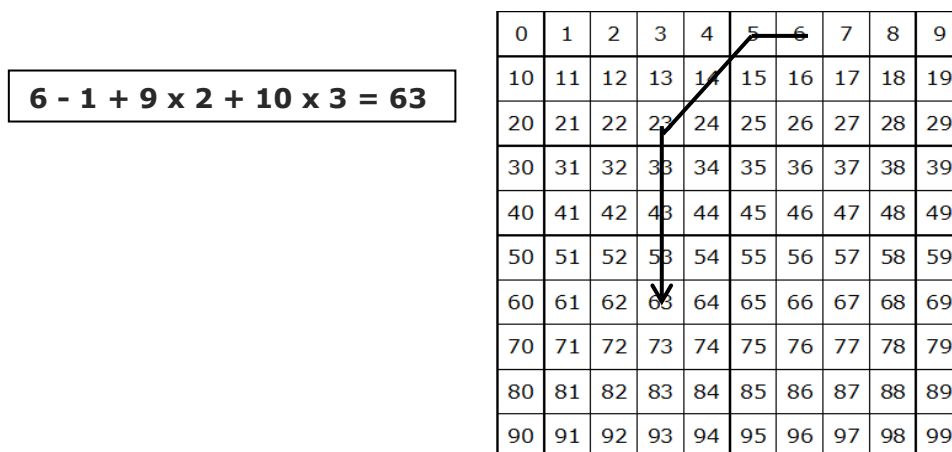 6 - 1 + 9 x 2 + 10 x 3 = 63
0 1 2 3 4 5 6 7 8 9
10 11 12 13 14 15 16 17 18 19
20 21 22 23 24 25 26 27 28 29
30 31 32 33 34 35 36 37 38 39
40 41 42 43 44 45 46 47 48 49
50 51 52 53 54 55 56 57 58 59
60 61 62 63 64 65 66 67 68 69
70 71 72 73 74 75 76 77 78 79
80 81 82 83 84 85 86 87 88 89
90 91 92 93 94 95 96 97 98 99